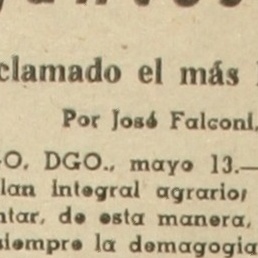 clamado el más
Por José Falconi,
O, DGO., mayo 13.—
lan integral agrario;
ntar, de esta manera,
siempre la demagogia